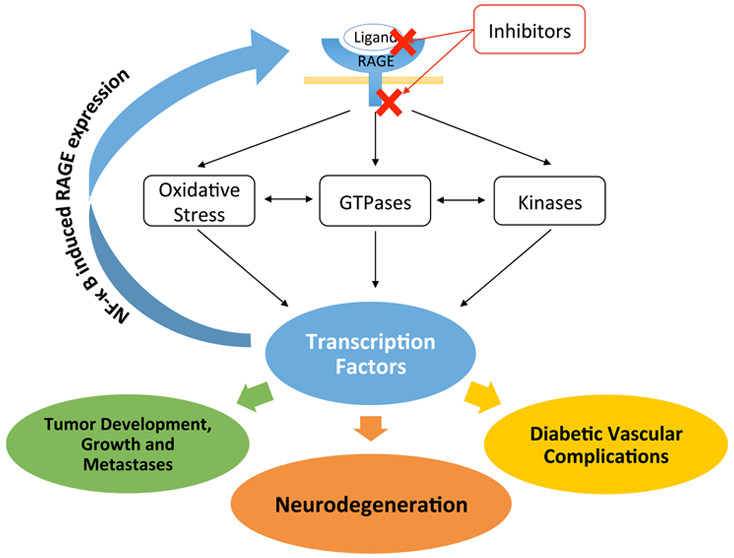 Ligand
RAGE
Inhibitors
NF-κ B induced RAGE expression
Oxidative
Stress
GTPases
Kinases
Transcription
Factors
Tumor Development,
Growth and
Metastases
Neurodegeneration
Diabetic Vascular
Complications